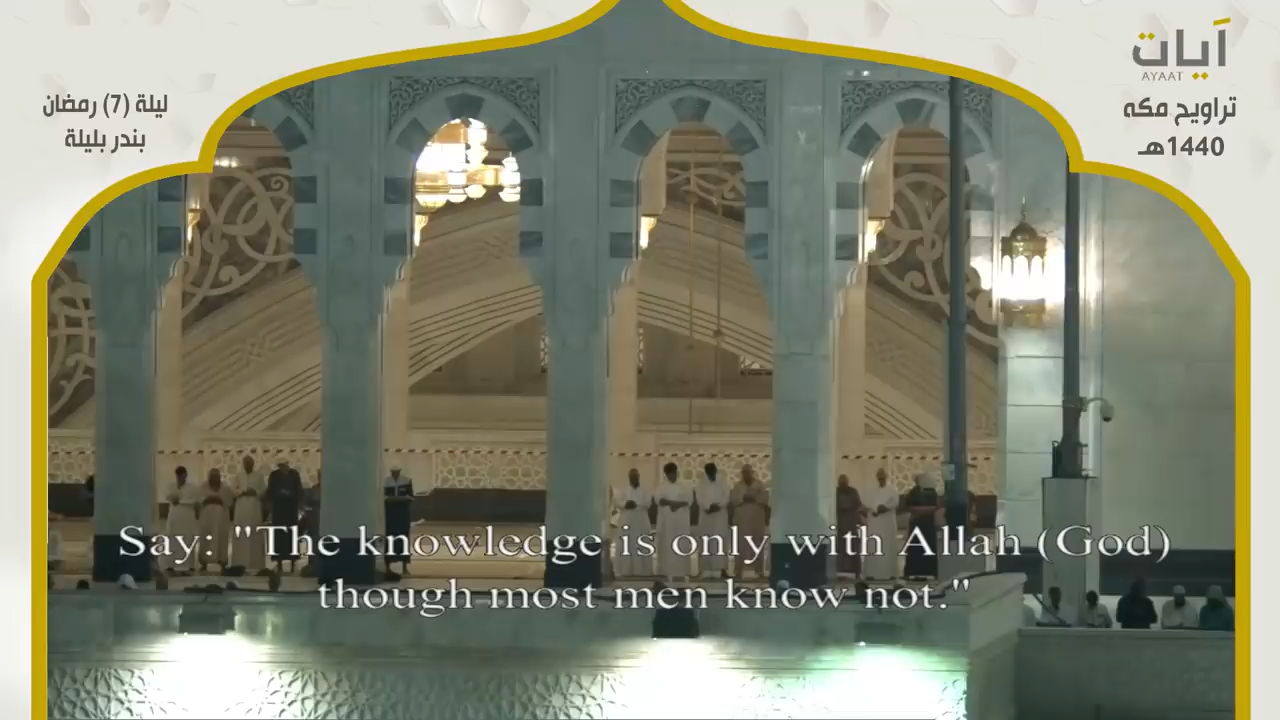 آيات
AYAAT
تراويح مكه
1440هـ
ليلة (7) رمضان
بندر بليلة
Say: "The knowledge is only with Allah (God)
though most men know not."